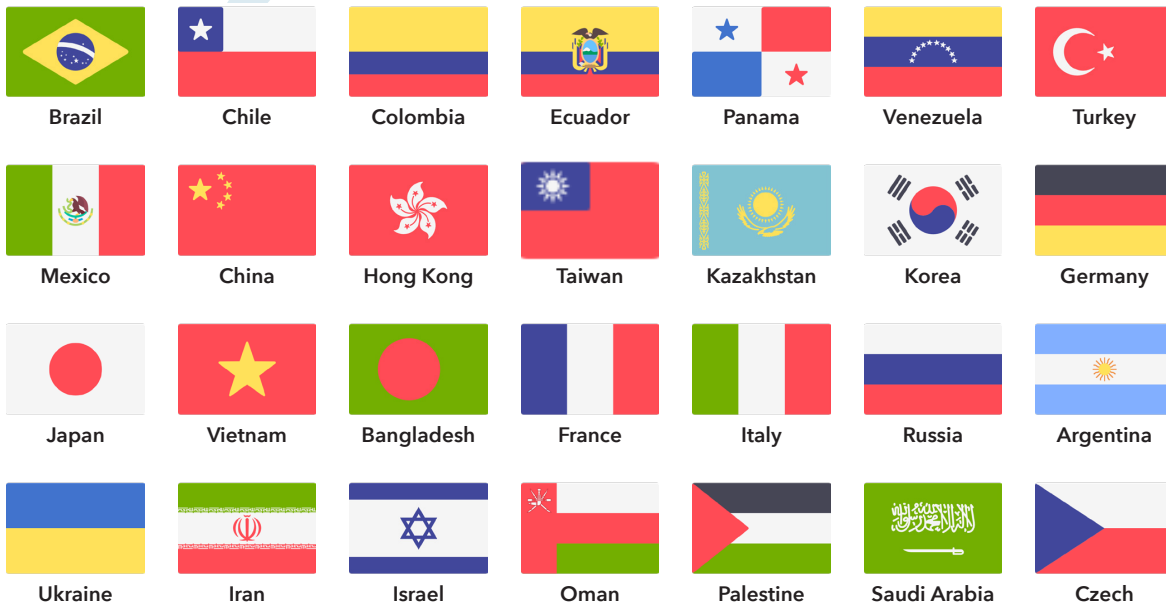 Brazil
Chile
Colombia
Ecuador
Panama
Venezuela
Turkey
Mexico
China
Hong Kong
Taiwan
Kazakhstan
Korea
Germany
Japan
Vietnam
Bangladesh
France
Italy
Russia
Argentina
Ukraine
Iran
Israel
Oman
Palestine
Saudi Arabia
Czech